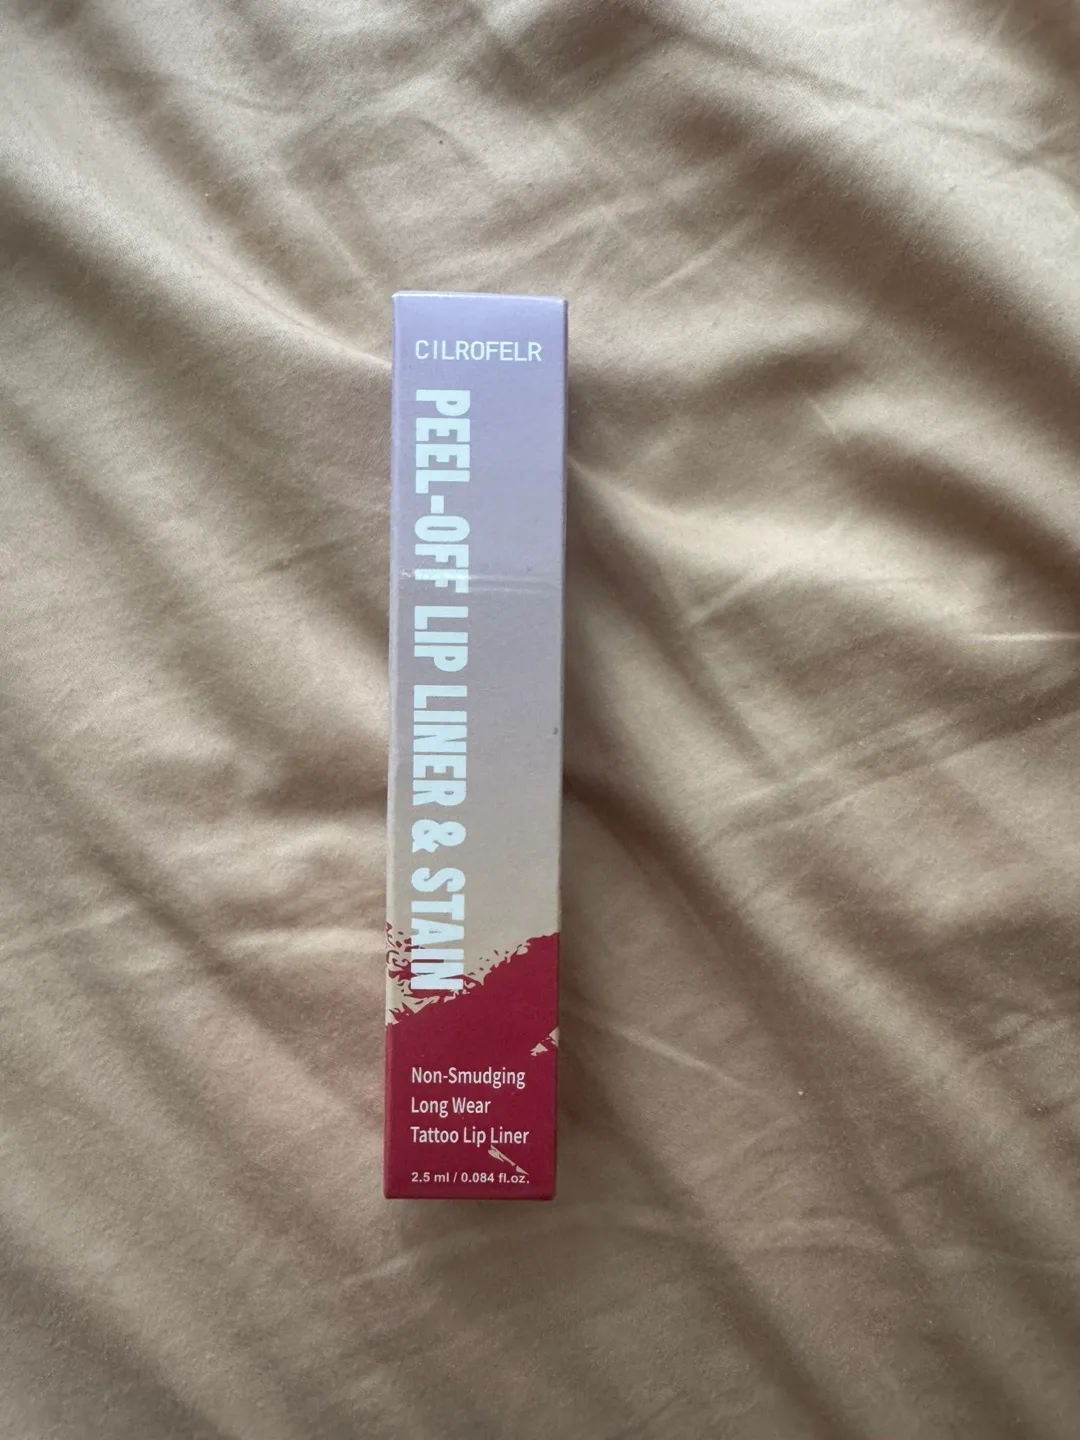 CILROFELR
PEEL-OFF LIP LINER & STAIN
Non-Smudging
Long Wear
Tattoo Lip Liner
2.5 ml / 0.084 fl.oz.